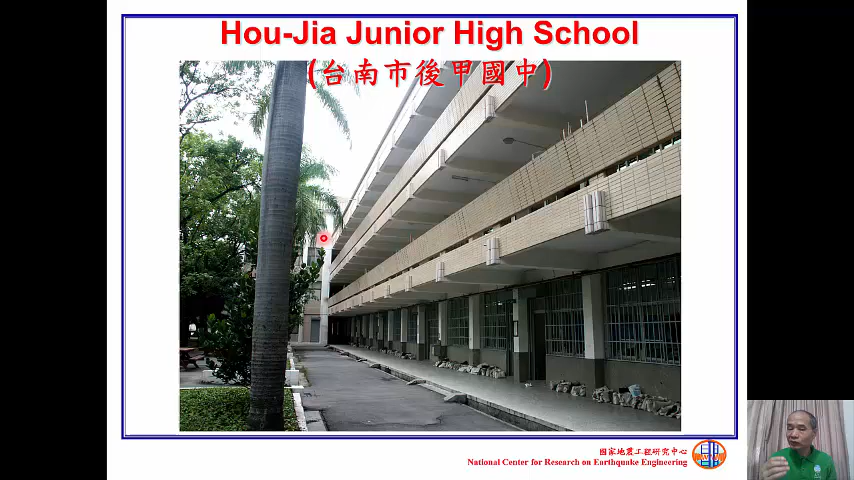 Hou-Jia Junior High School
(台南市後甲國中)
國家地震工程研究中心
National Center for Research on Earthquake Engineering